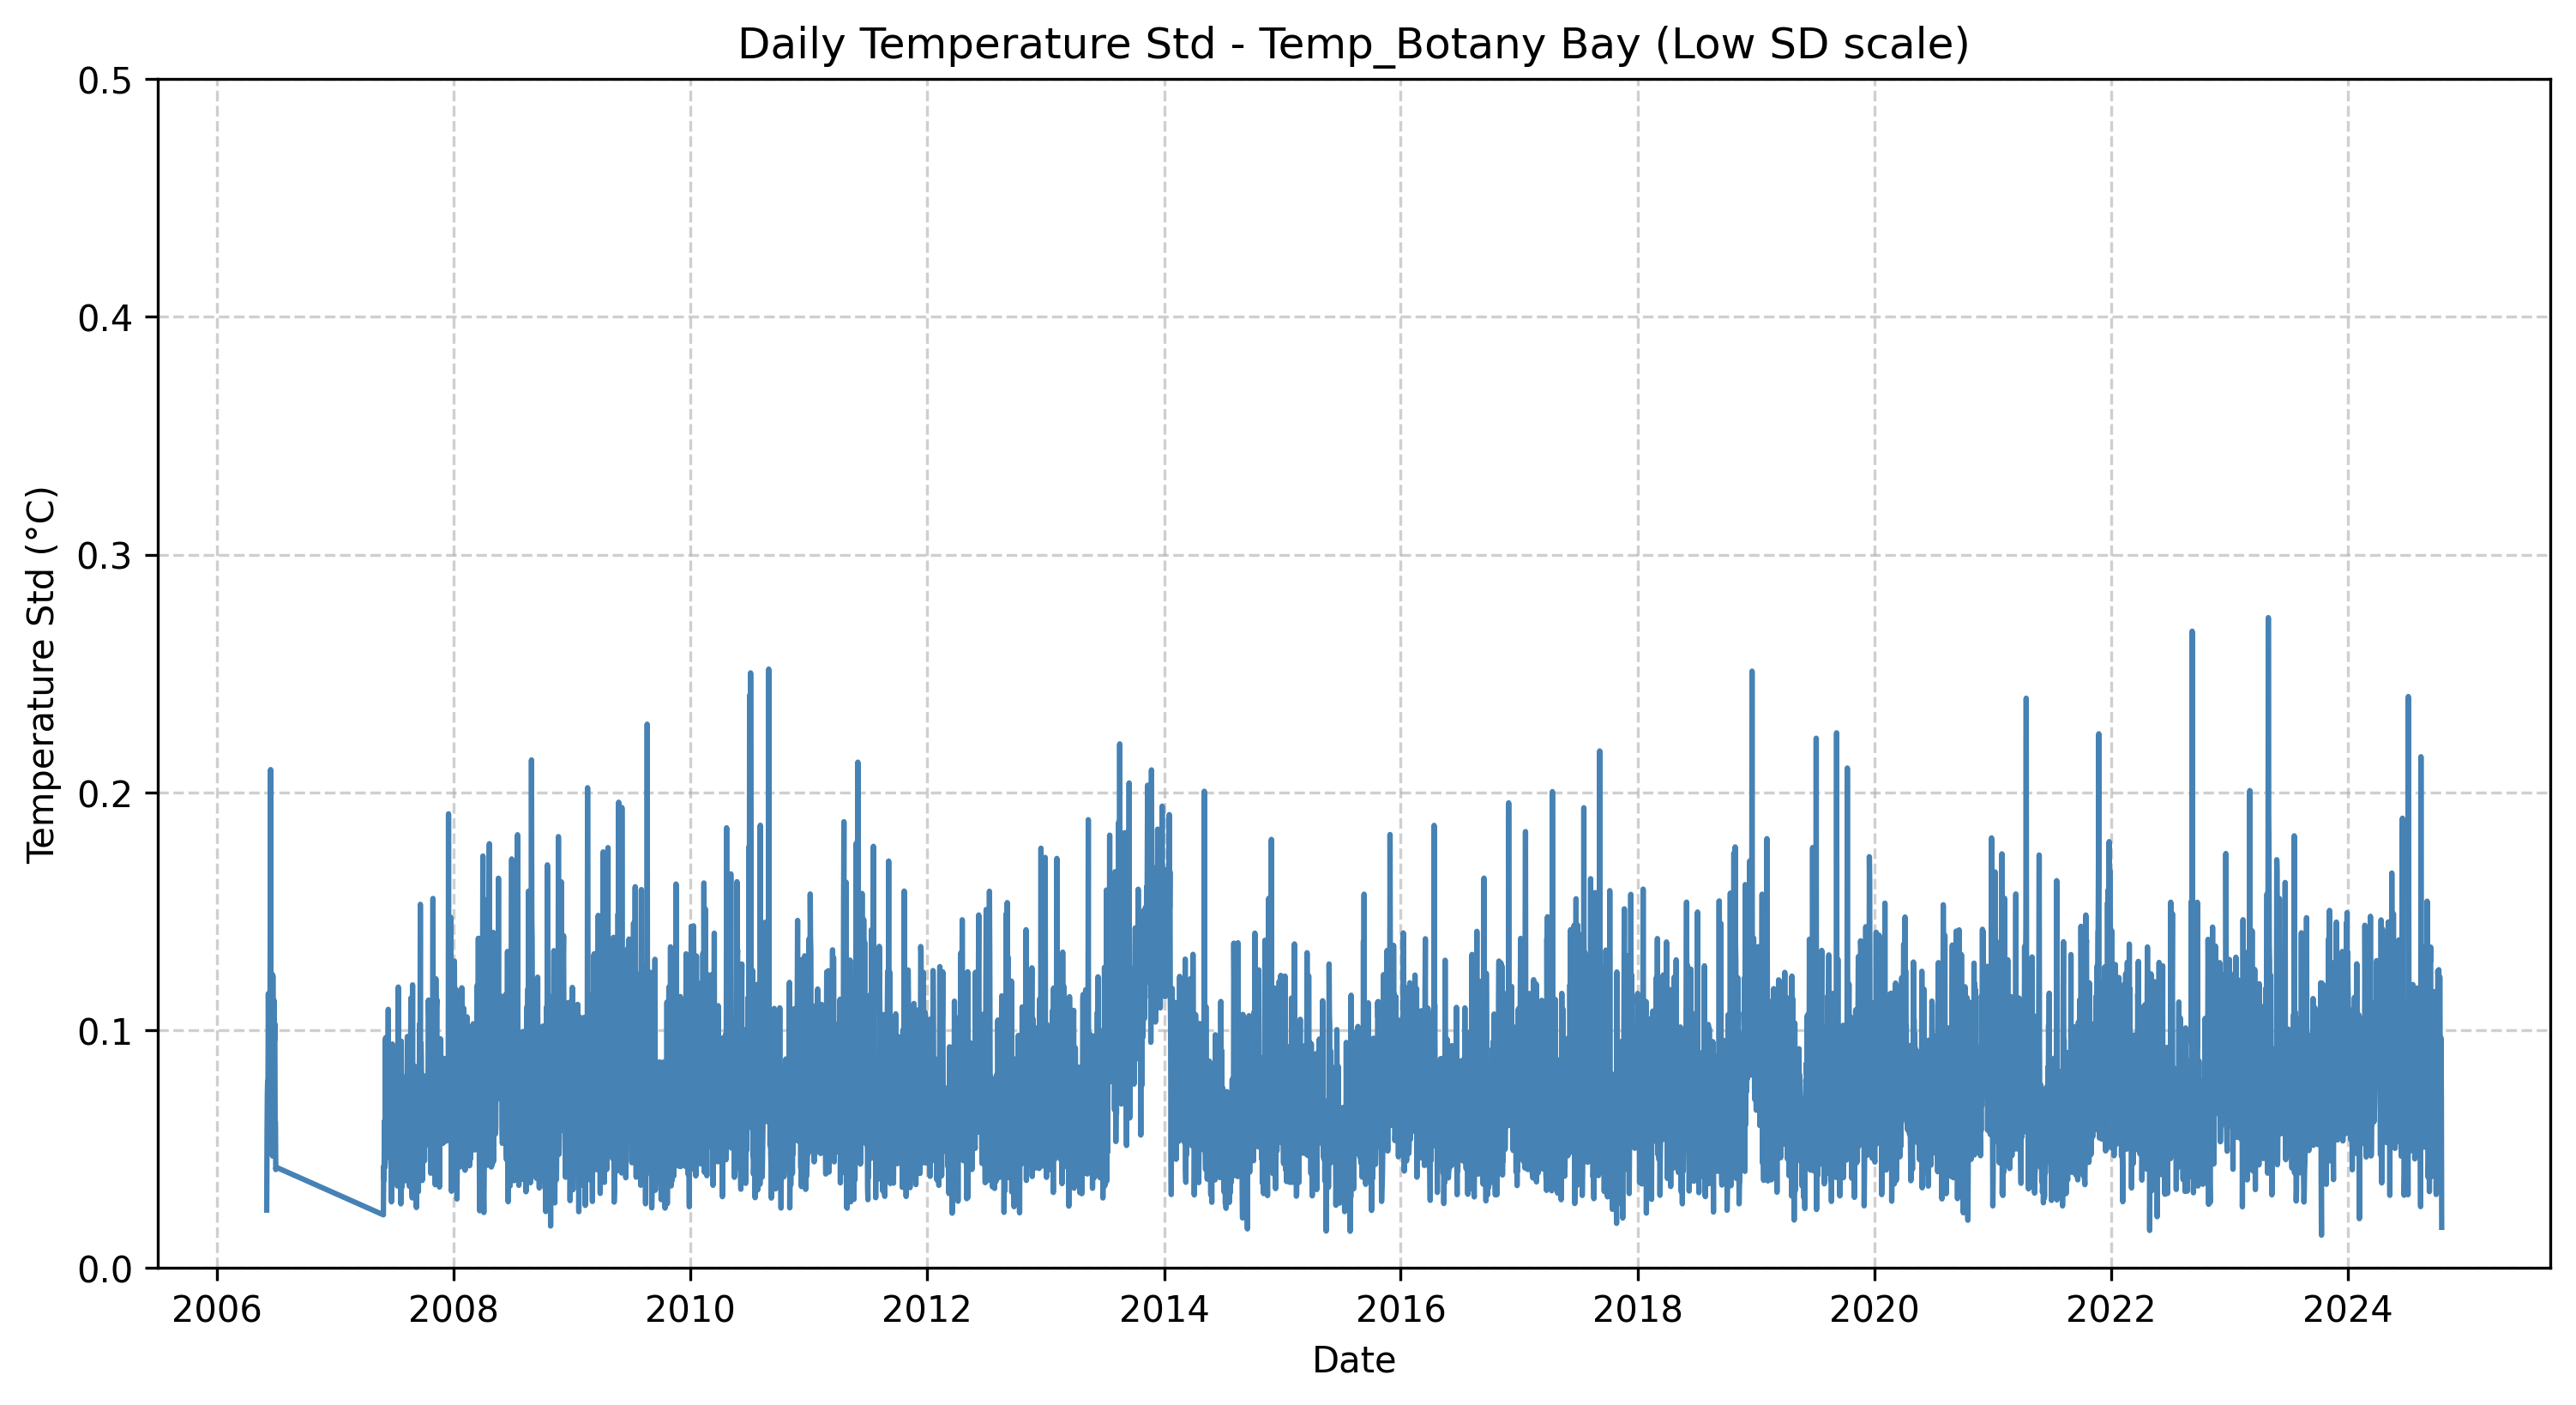 Daily Temperature Std - Temp_Botany Bay (Low SD scale)
Temperature Std (°C)
0.5
0.4
0.3
0.2
0.1
0.0
2006 2008 2010 2012 2014 2016 2018 2020 2022 2024
Date